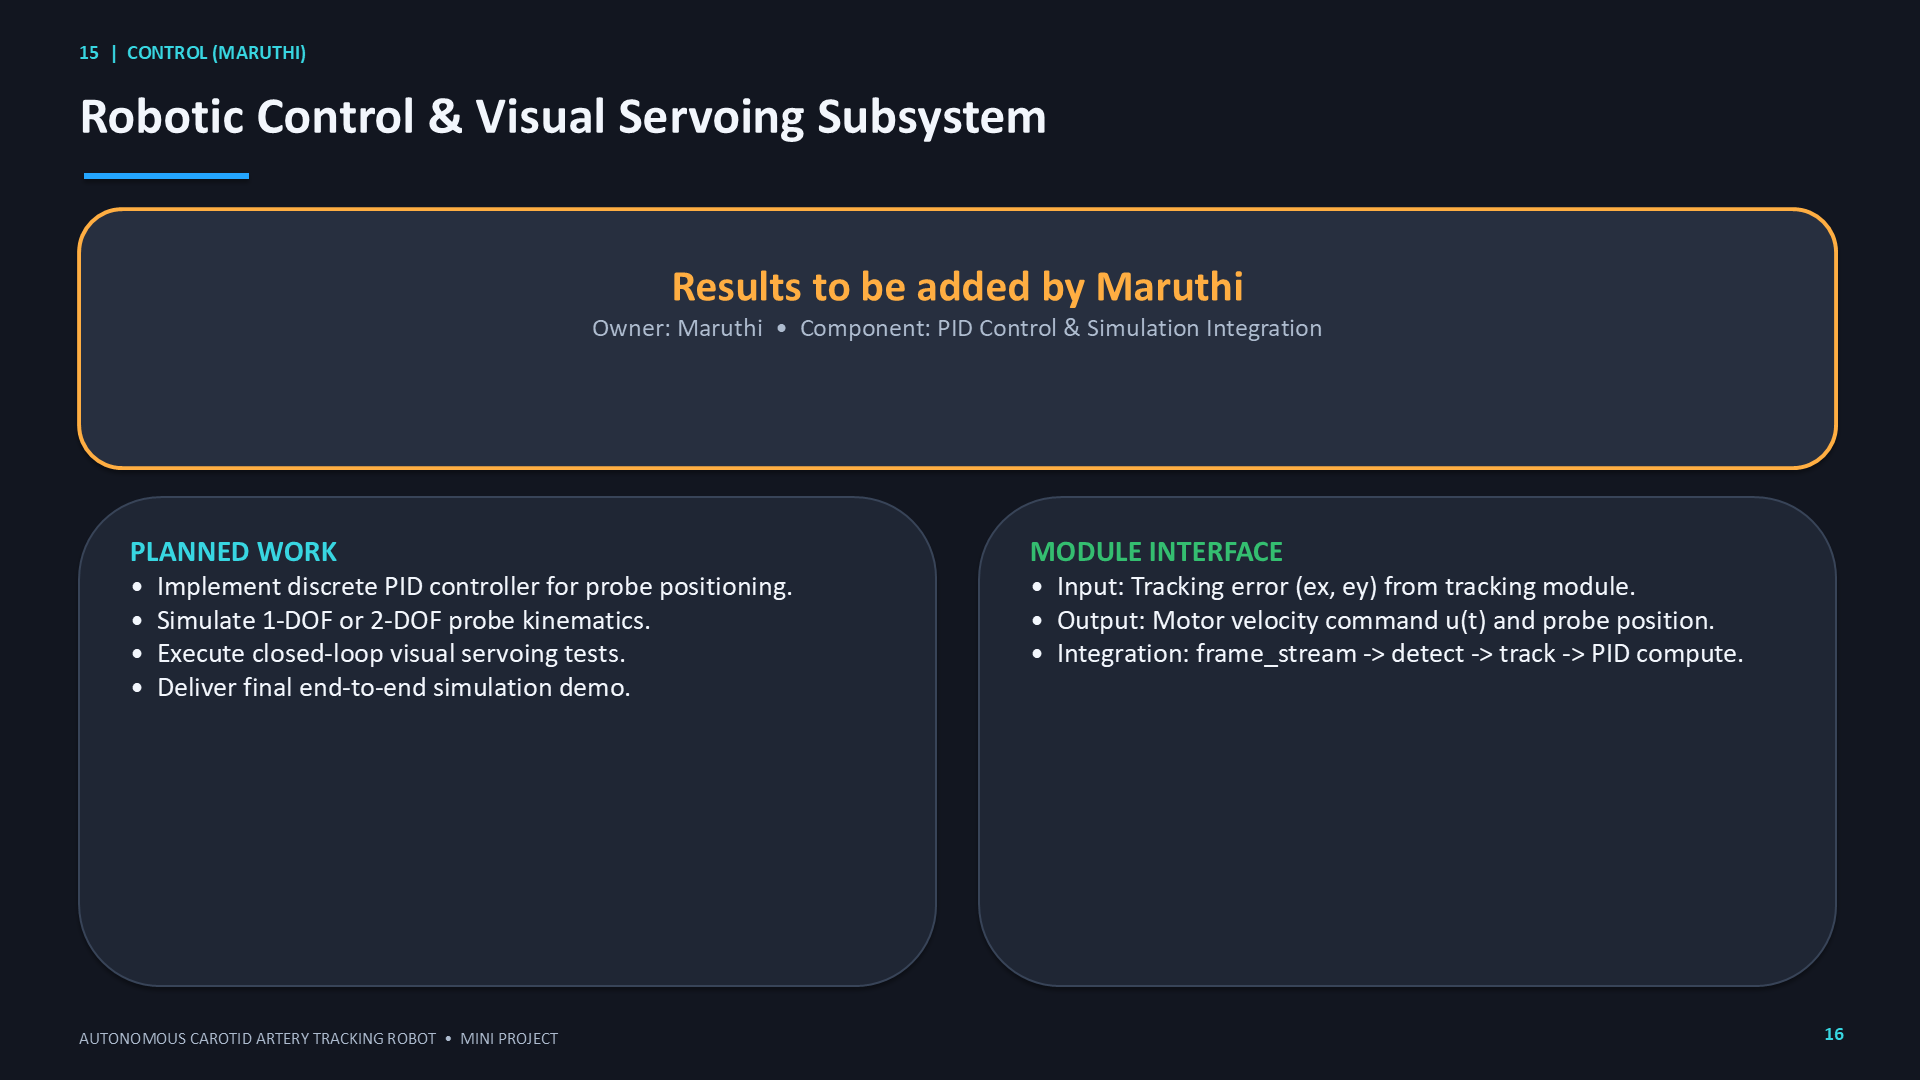 15 | CONTROL (MARUTHI)
Robotic Control & Visual Servoing Subsystem
Results to be added by Maruthi
Owner: Maruthi • Component: PID Control & Simulation Integration
PLANNED WORK
• Implement discrete PID controller for probe positioning.
• Simulate 1-DOF or 2-DOF probe kinematics.
• Execute closed-loop visual servoing tests.
• Deliver final end-to-end simulation demo.
MODULE INTERFACE
• Input: Tracking error (ex, ey) from tracking module.
• Output: Motor velocity command u(t) and probe position.
• Integration: frame_stream -> detect -> track -> PID compute.
AUTONOMOUS CAROTID ARTERY TRACKING ROBOT • MINI PROJECT
16